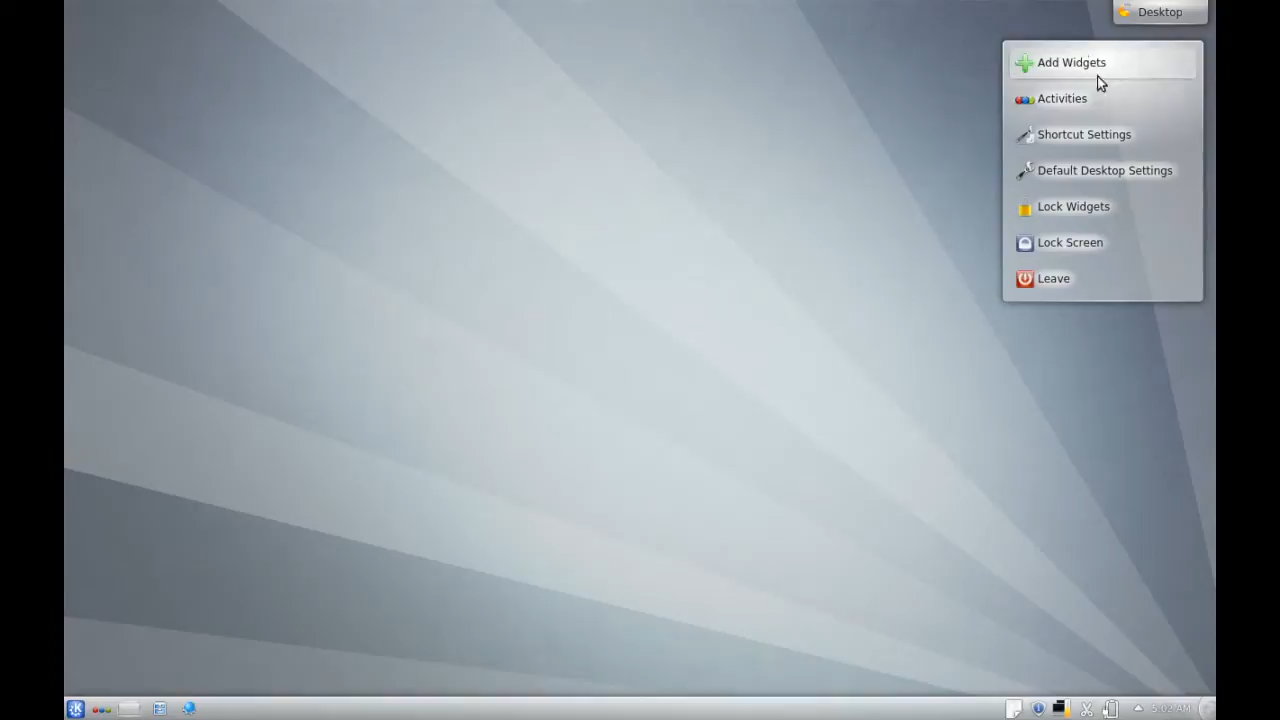 Desktop
Add Widgets
Activities
Shortcut Settings
Default Desktop Settings
Lock Widgets
Lock Screen
Leave
5:02 AM